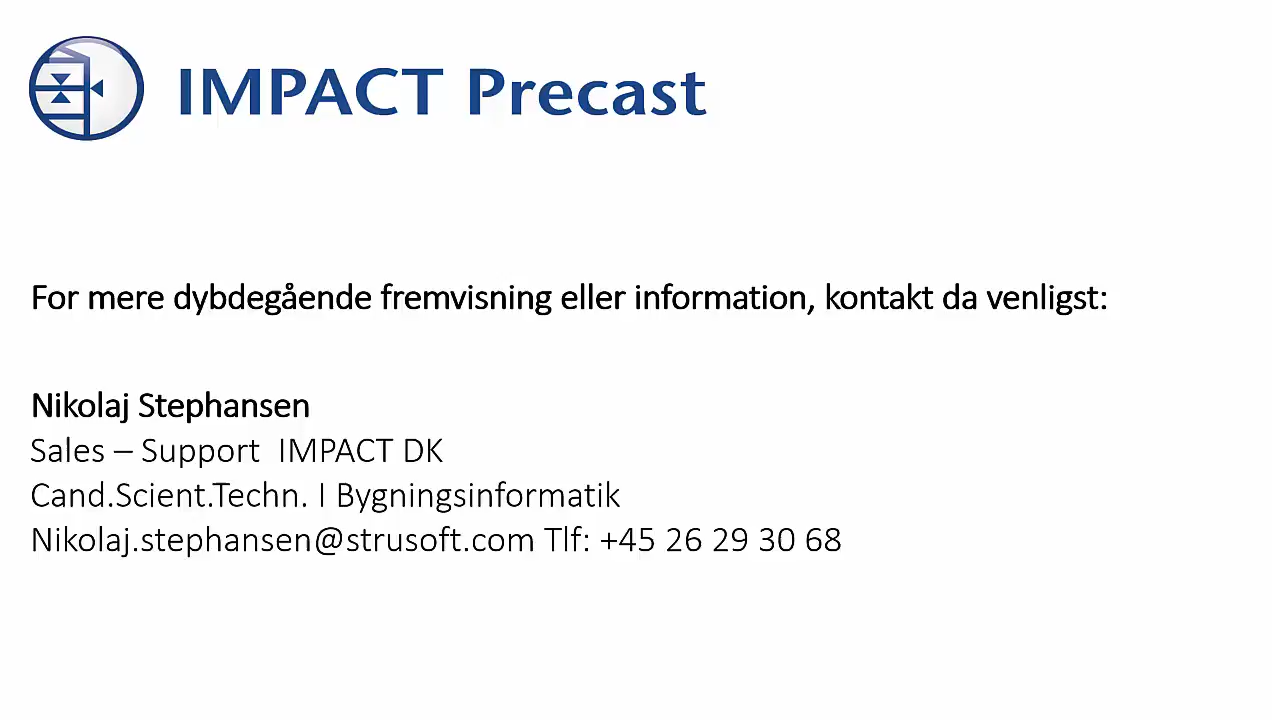 IMPACT Precast
For mere dybdegående fremvisning eller information, kontakt da venligst:
Nikolaj Stephansen
Sales – Support  IMPACT DK
Cand.Scient.Techn. I Bygningsinformatik
Nikolaj.stephansen@strusoft.com Tlf: +45 26 29 30 68